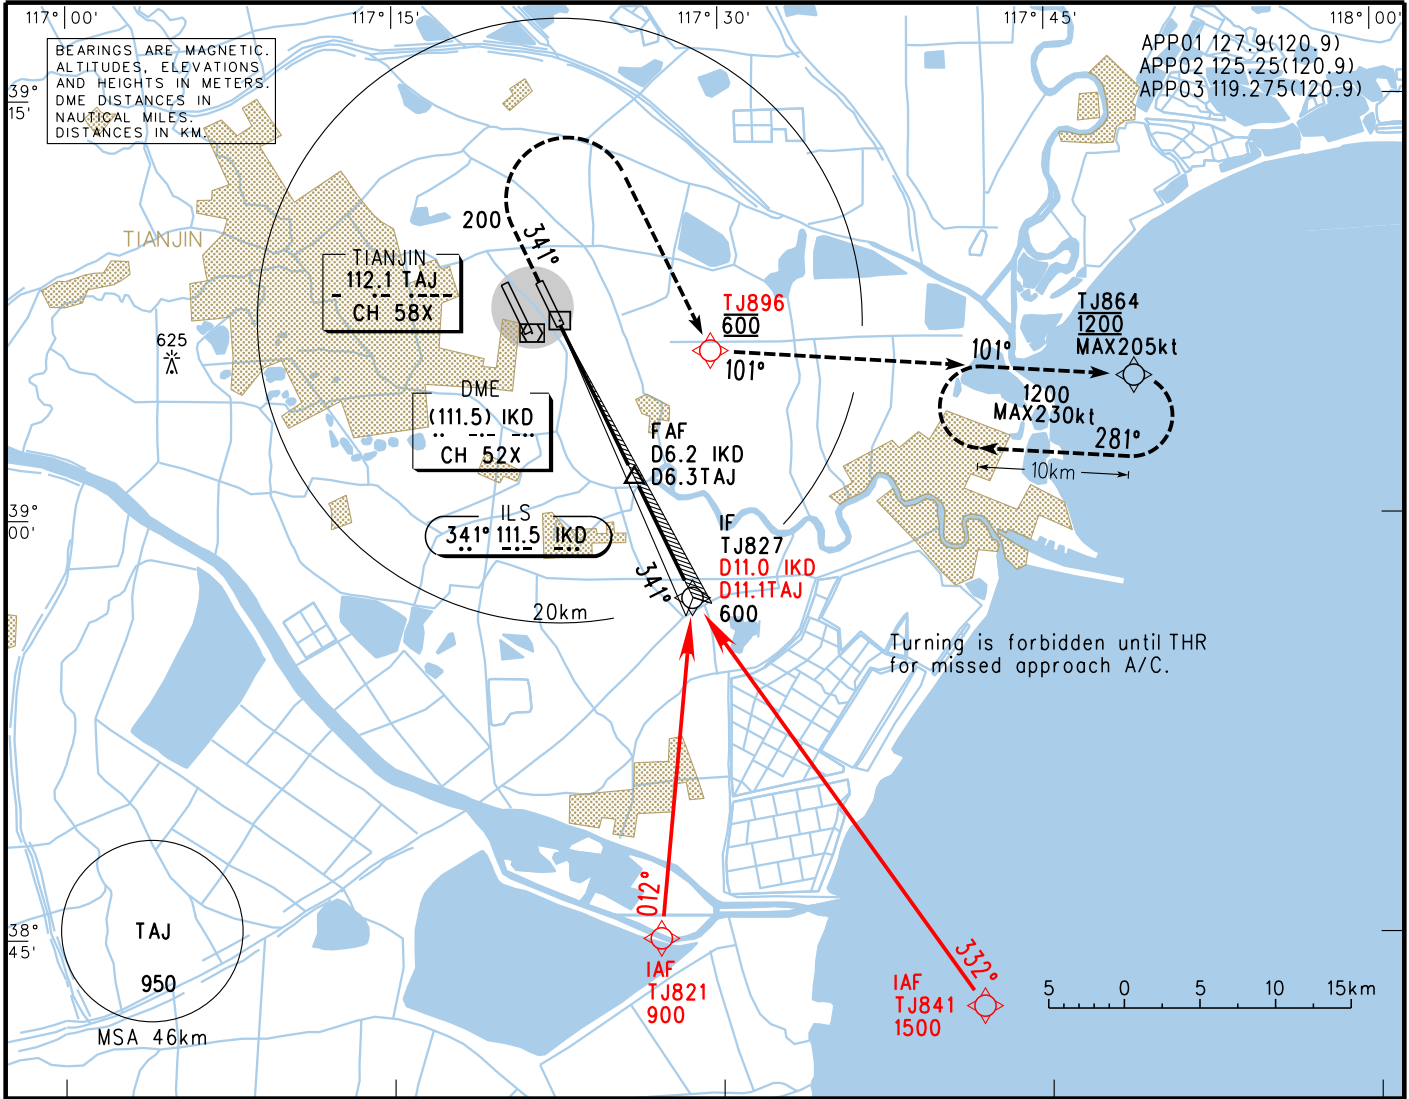 117° 00'
117° 15'
117° 30'
117° 45'
118° 00'
BEARINGS ARE MAGNETIC.
ALTITUDES, ELEVATIONS
AND HEIGHTS IN METERS.
DME DISTANCES IN
NAUTICAL MILES.
DISTANCES IN KM.
APP01 127.9(120.9)
APP02 125.25(120.9)
APP03 119.275(120.9)
39°
15'
TIANJIN
200
341°
TIANJIN
112.1 TAJ
CH 58X
625
TJ896
600
101°
TJ864
1200
MAX205kt
101°
1200
MAX230kt
281°
10km
DME
(111.5) IKD
CH 52X
FAF
D6.2 IKD
D6.3TAJ
39°
00'
ILS
341° 111.5 IKD
IF
TJ827
D11.0 IKD
D11.1TAJ
600
341°
20km
Turning is forbidden until THR
for missed approach A/C.
012°
IAF
TJ821
900
332°
IAF
TJ841
1500
38°
45'
TAJ
950
MSA 46km
5 0 5 10 15km